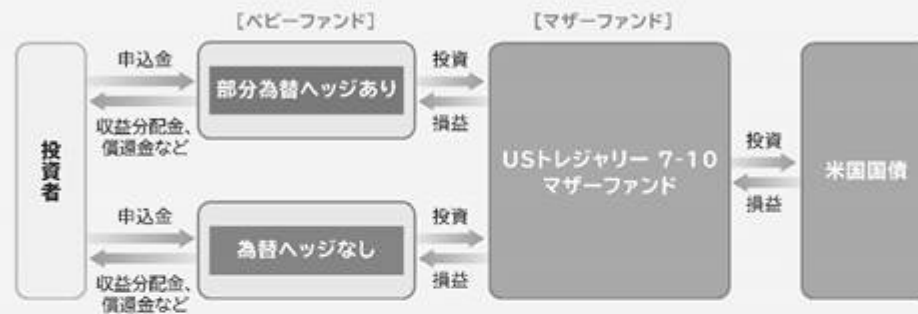 [ベビーファンド]
[マザーファンド]
投資者
申込金
収益分配金、
償還金など
部分為替ヘッジあり
投資
損益
申込金
収益分配金、
償還金など
為替ヘッジなし
投資
損益
USトレジャリー 7-10
マザーファンド
投資
損益
米国国債